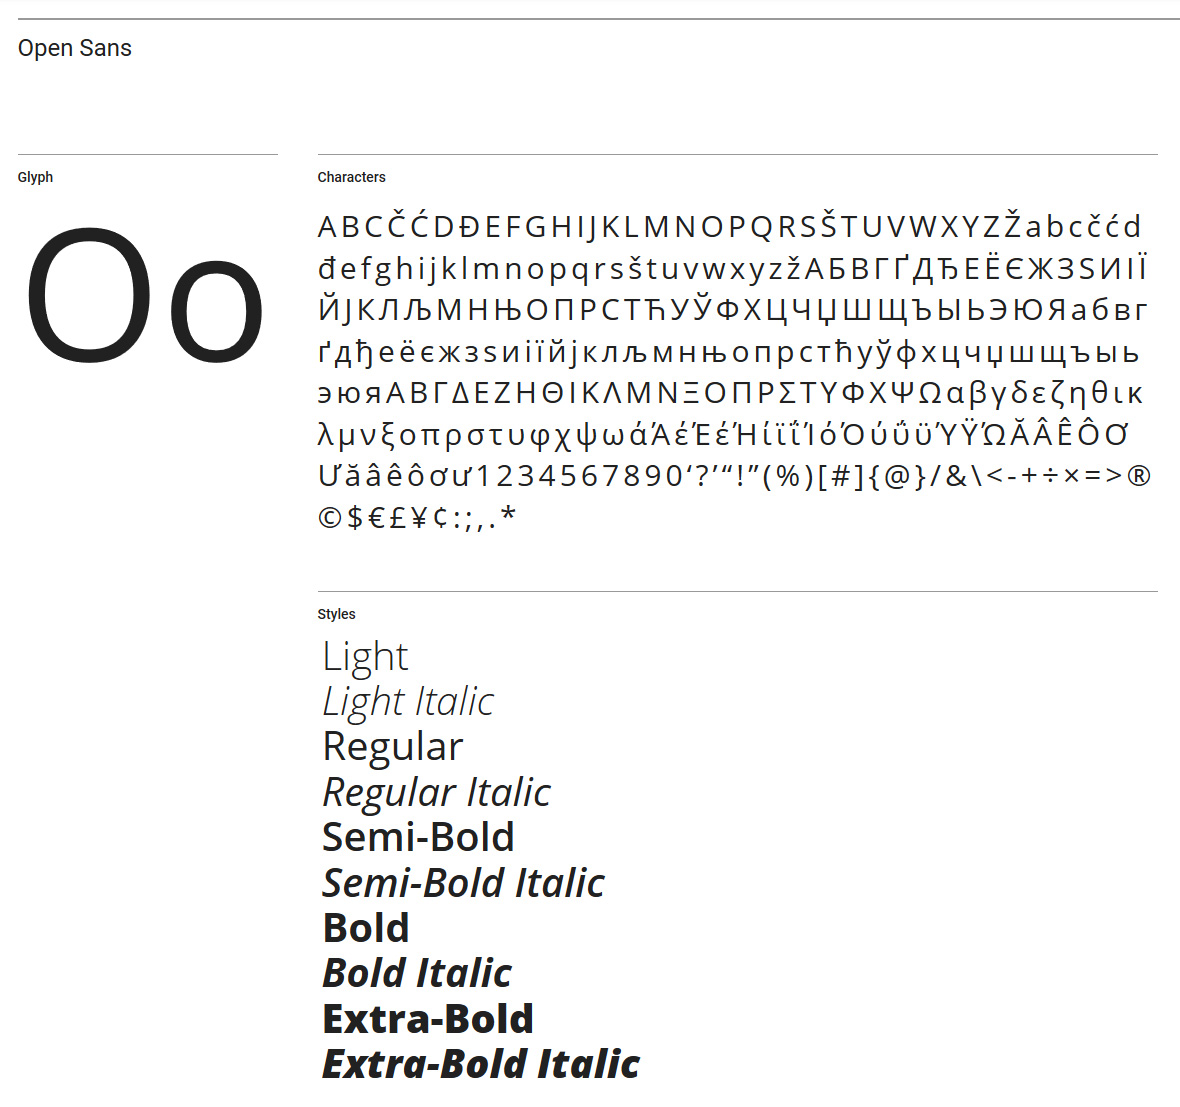 Open Sans
Glyph
Oo
Characters
ABCČĆDĐEFGHIJKLMNOPQRSŠTUVWXYZŽabcčćd
đefghijklmnopqrsštuvwxyzžАБВГҐДЂЕЁЄЖЗЅИІЇ
ЙЈКЛЉМНЊОПРСТЋУЎФХЦЧЏШЩЪЫЬЭЮЯабвг
ґдђеёєжзѕиіїйјклљмнњопрстћуўфхцчџшщъыь
эюяΑΒΓΔΕΖΗΘΙΚΛΜΝΞΟΠΡΣΤΥΦΧΨΩαβγδεζηθικ
λμνξοπρστυφχψωάΆέΈέΉίϊΐΊόΌύΰϋΎΫΏĂÂÊÔƠ
Ưăâêôơư1234567890‘?’“!”(%)[#]{@}/&\<-+÷×=>®
©$€£¥¢:;,.*
Styles
Light
Light Italic
Regular
Regular Italic
Semi-Bold
Semi-Bold Italic
Bold
Bold Italic
Extra-Bold
Extra-Bold Italic